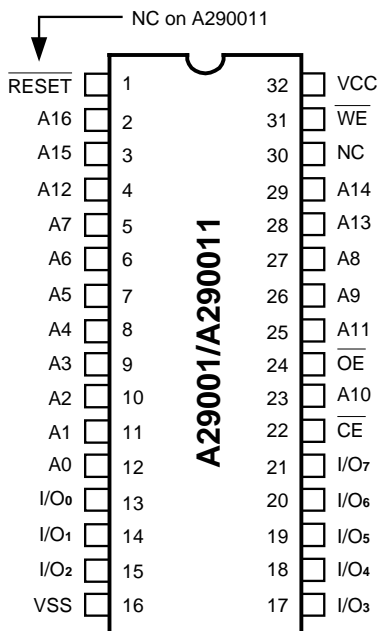 NC on A290011
RESET 1 32 VCC
A16 2 31 WE
A15 3 30 NC
A12 4 29 A14
A7 5 28 A13
A6 6 27 A8
A5 7 26 A9
A4 8 25 A11
A3 9 24 OE
A2 10 23 A10
A1 11 22 CE
A0 12 21 I/O7
I/O0 13 20 I/O6
I/O1 14 19 I/O5
I/O2 15 18 I/O4
VSS 16 17 I/O3
A29001/A290011